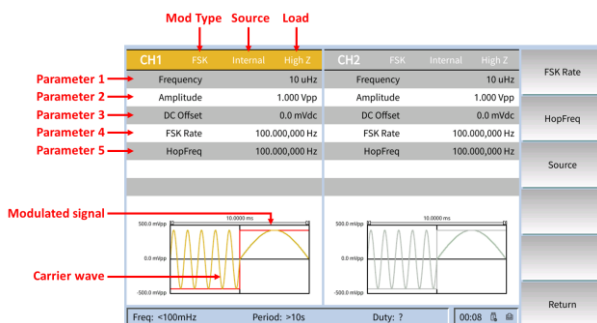 Mod Type Source Load
CH1 FSK Internal High Z CH2 FSK Internal High Z FSK Rate
Parameter 1 Frequency 10 uHz Frequency 10 uHz
Parameter 2 Amplitude 1.000 Vpp Amplitude 1.000 Vpp
Parameter 3 DC Offset 0.0 mVdc DC Offset 0.0 mVdc HopFreq
Parameter 4 FSK Rate 100.000,000 Hz FSK Rate 100.000,000 Hz
Parameter 5 HopFreq 100.000,000 Hz HopFreq 100.000,000 Hz
Source
Modulated signal 10.0000 ms 10.0000 ms
500.0 mVpp 500.0 mVpp
0.0 mVpp 0.0 mVpp
Carrier wave
-500.0 mVpp -500.0 mVpp
Return
Freq: <100mHz Period: >10s Duty: ? 00:08